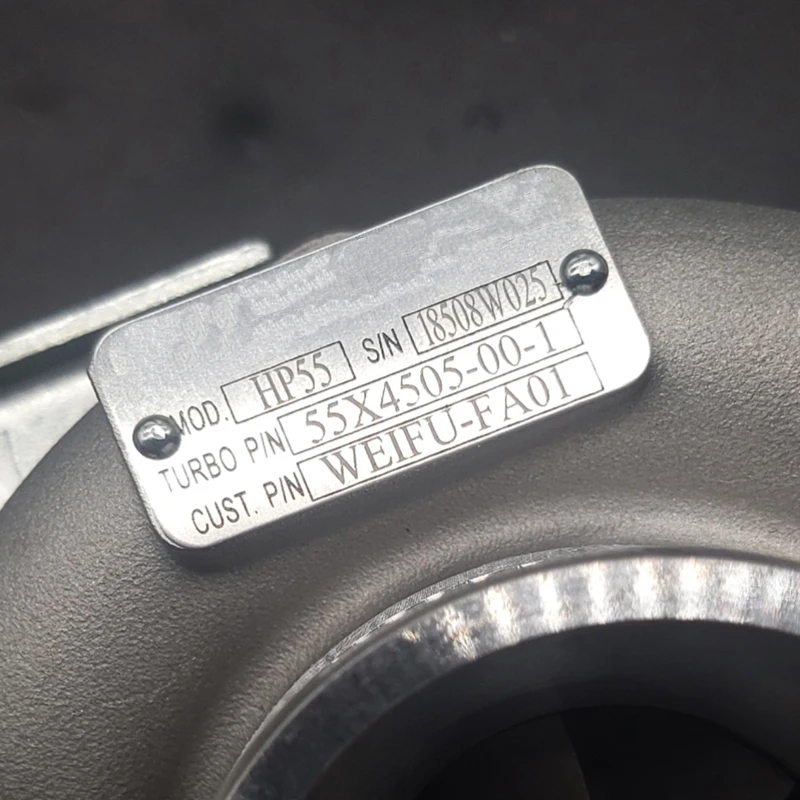 MOD. HP55 S/N 18508W025
TURBO P/N 55X4505-00-1
CUST. P/N WEIFU-FA01